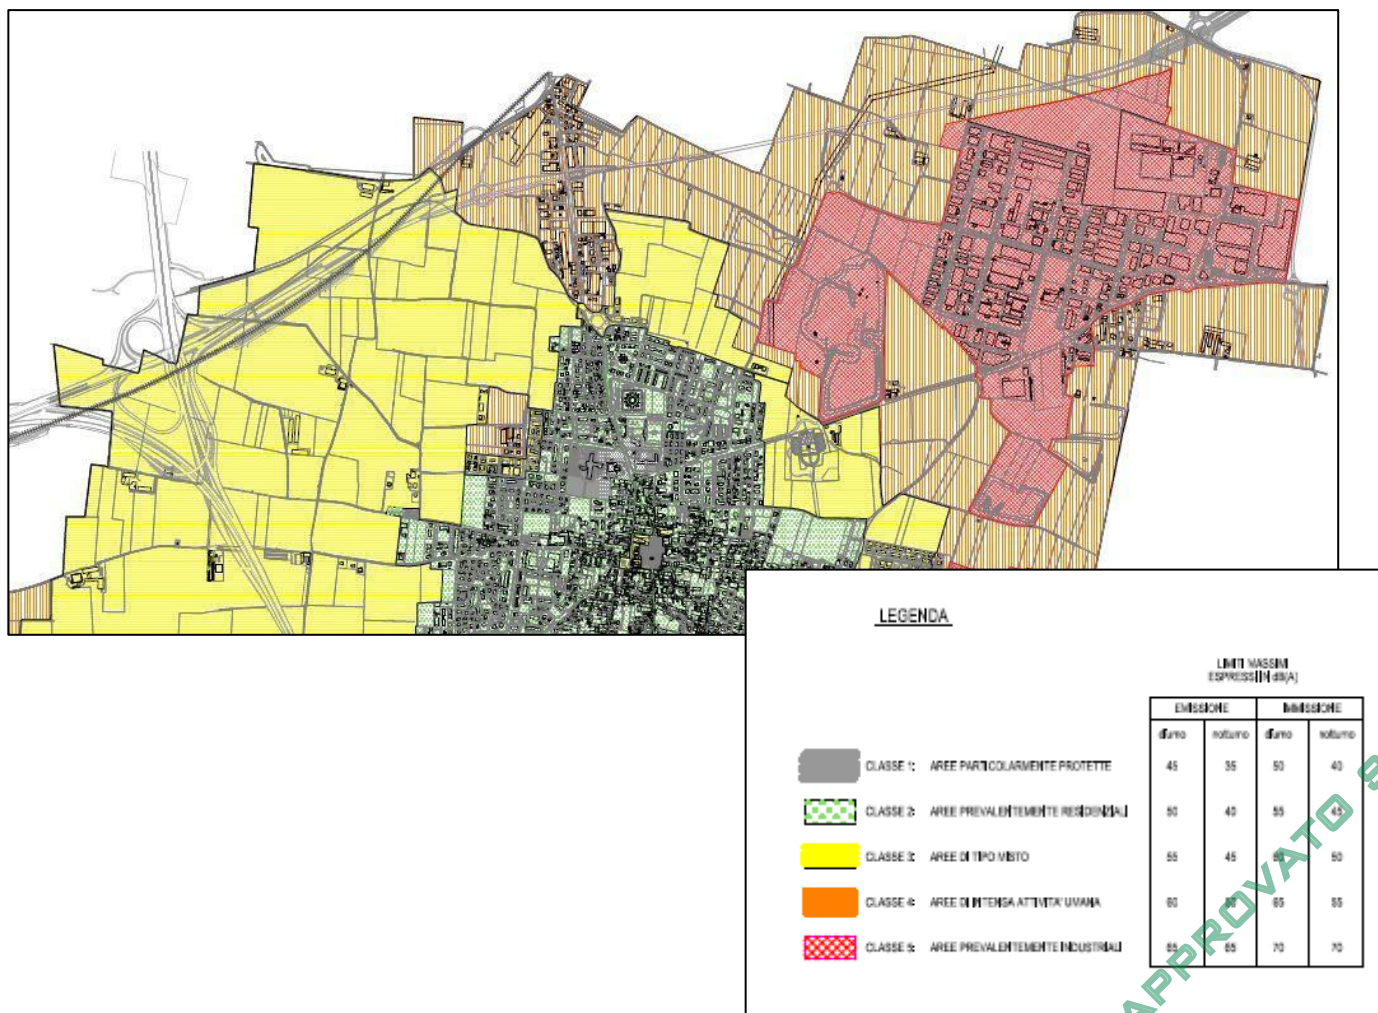 LEGENDA
LIMITI MASSIMI
ESPRESSI IN dB(A)
EMISSIONE IMMISSIONE
diurno notturno diurno notturno
CLASSE 1: AREE PARTICOLARMENTE PROTETTE 45 35 50 40
CLASSE 2: AREE PREVALENTEMENTE RESIDENZIALI 50 40 55 45
CLASSE 3: AREE DI TIPO MISTO 55 45 60 50
CLASSE 4: AREE DI INTENSA ATTIVITA' UMANA 60 50 65 55
CLASSE 5: AREE PREVALENTEMENTE INDUSTRIALI 65 65 70 70
APPROVATO